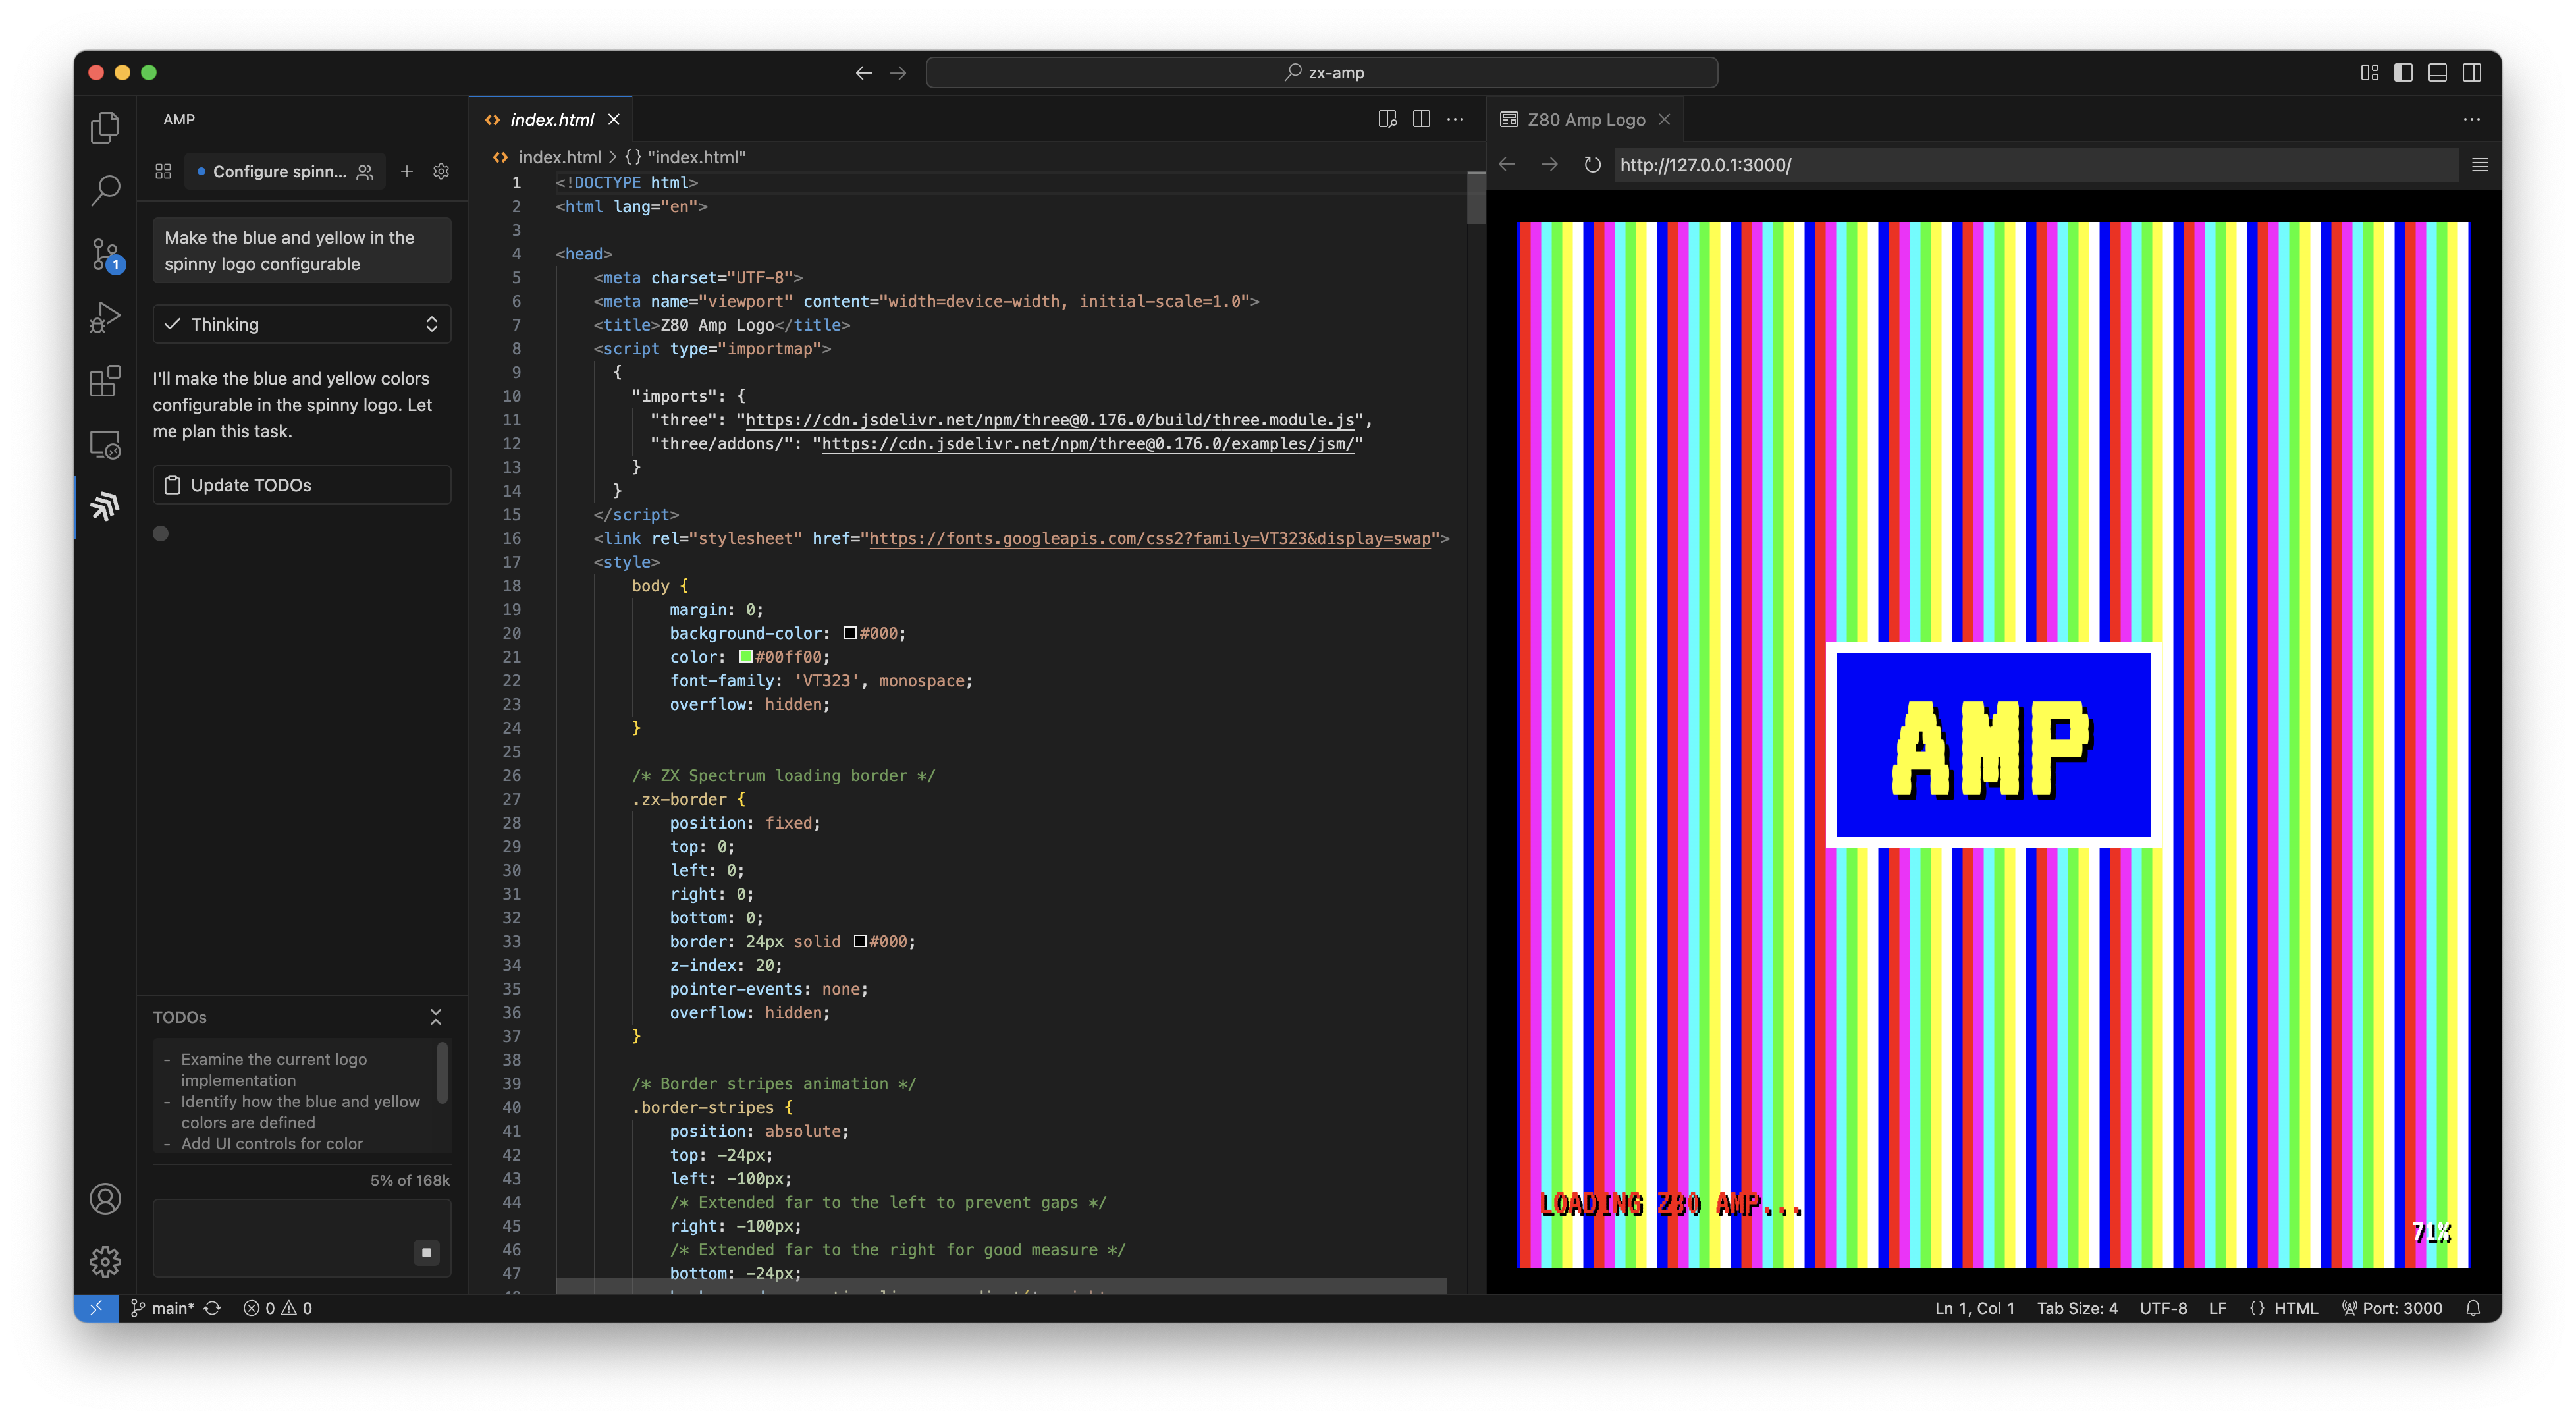 zx-amp
AMP
Configure spinn...
Make the blue and yellow in the
spinny logo configurable
Thinking
I'll make the blue and yellow colors
configurable in the spinny logo. Let
me plan this task.
Update TODOs
TODOs
- Examine the current logo
implementation
- Identify how the blue and yellow
colors are defined
- Add UI controls for color
5% of 168k
1
index.html
index.html > {} "index.html"
1 <!DOCTYPE html>
2 <html lang="en">
3
4 <head>
5 <meta charset="UTF-8">
6 <meta name="viewport" content="width=device-width, initial-scale=1.0">
7 <title>Z80 Amp Logo</title>
8 <script type="importmap">
9 {
10 "imports": {
11 "three": "https://cdn.jsdelivr.net/npm/three@0.176.0/build/three.module.js",
12 "three/addons/": "https://cdn.jsdelivr.net/npm/three@0.176.0/examples/jsm/"
13 }
14 }
15 </script>
16 <link rel="stylesheet" href="https://fonts.googleapis.com/css2?family=VT323&display=swap">
17 <style>
18 body {
19 margin: 0;
20 background-color: #000;
21 color: #00ff00;
22 font-family: 'VT323', monospace;
23 overflow: hidden;
24 }
25
26 /* ZX Spectrum loading border */
27 .zx-border {
28 position: fixed;
29 top: 0;
30 left: 0;
31 right: 0;
32 bottom: 0;
33 border: 24px solid #000;
34 z-index: 20;
35 pointer-events: none;
36 overflow: hidden;
37 }
38
39 /* Border stripes animation */
40 .border-stripes {
41 position: absolute;
42 top: -24px;
43 left: -100px;
44 /* Extended far to the left to prevent gaps */
45 right: -100px;
46 /* Extended far to the right for good measure */
47 bottom: -24px;
Z80 Amp Logo
http://127.0.0.1:3000/
AMP
LOADING Z80 AMP...
71%
main*
0
0
Ln 1, Col 1
Tab Size: 4
UTF-8
LF
{} HTML
Port: 3000